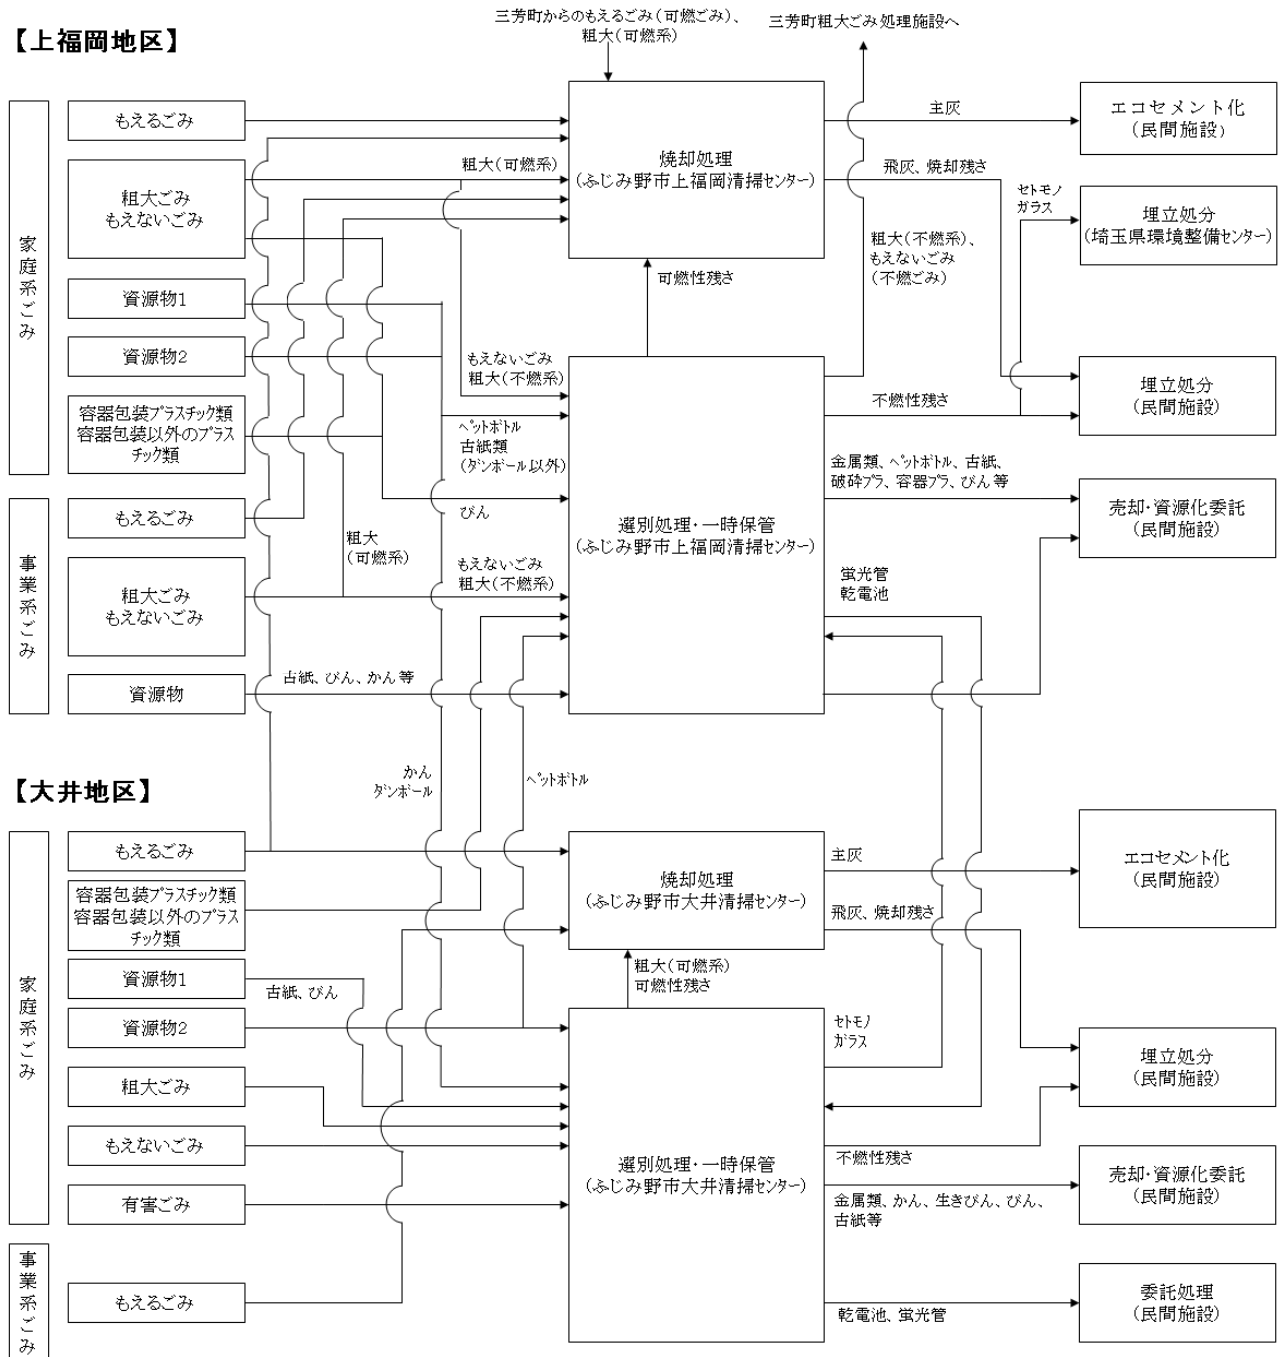 【上福岡地区】
三芳町からのもえるごみ(可燃ごみ)、
粗大(可燃系)
三芳町粗大ごみ処理施設へ
家庭系ごみ
もえるごみ
粗大ごみ
もえないごみ
資源物1
資源物2
容器包装プラスチック類
容器包装以外のプラス
チック類
事業系ごみ
もえるごみ
粗大ごみ
もえないごみ
資源物
粗大(可燃系)
もえないごみ
粗大(不燃系)
ペットボトル
古紙類
(ダンボール以外)
びん
粗大
(可燃系)
もえないごみ
粗大(不燃系)
古紙、びん、かん等
かん
ダンボール
ペットボトル
焼却処理
(ふじみ野市上福岡清掃センター)
可燃性残さ
選別処理・一時保管
(ふじみ野市上福岡清掃センター)
主灰
飛灰、焼却残さ
セトモノ
ガラス
粗大(不燃系)、
もえないごみ
(不燃ごみ)
不燃性残さ
金属類、ペットボトル、古紙、
破砕プラ、容器プラ、びん等
蛍光管
乾電池
エコセメント化
(民間施設)
埋立処分
(埼玉県環境整備センター)
埋立処分
(民間施設)
売却・資源化委託
(民間施設)
【大井地区】
家庭系ごみ
もえるごみ
容器包装プラスチック類
容器包装以外のプラス
チック類
資源物1
資源物2
粗大ごみ
もえないごみ
有害ごみ
事業系ごみ
もえるごみ
古紙、びん
焼却処理
(ふじみ野市大井清掃センター)
粗大(可燃系)
可燃性残さ
選別処理・一時保管
(ふじみ野市大井清掃センター)
主灰
飛灰、焼却残さ
セトモノ
ガラス
不燃性残さ
金属類、かん、生きびん、びん、
古紙等
乾電池、蛍光管
エコセメント化
(民間施設)
埋立処分
(民間施設)
売却・資源化委託
(民間施設)
委託処理
(民間施設)